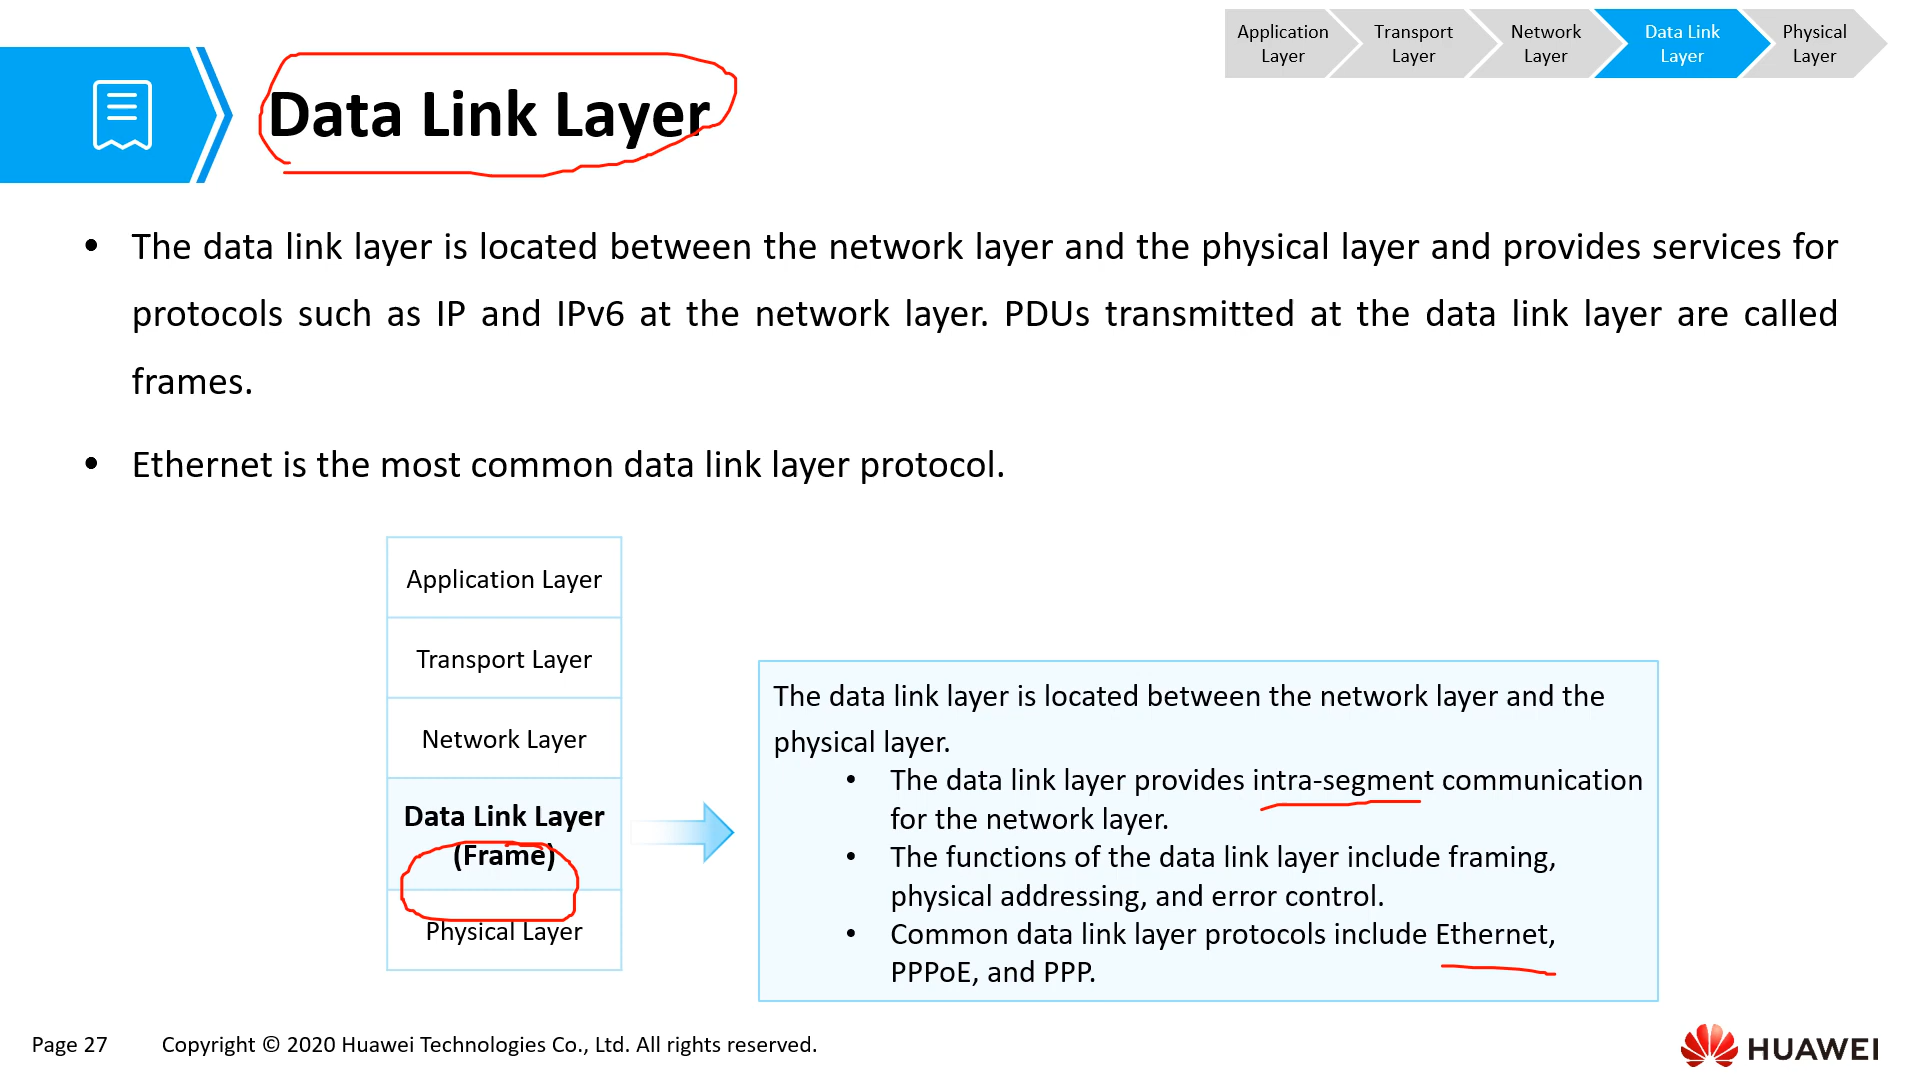 Application Layer
Transport Layer
Network Layer
Data Link Layer
Physical Layer
Data Link Layer
• The data link layer is located between the network layer and the physical layer and provides services for
protocols such as IP and IPv6 at the network layer. PDUs transmitted at the data link layer are called
frames.
• Ethernet is the most common data link layer protocol.
Application Layer
Transport Layer
Network Layer
Data Link Layer
(Frame)
Physical Layer
The data link layer is located between the network layer and the
physical layer.
• The data link layer provides intra-segment communication
for the network layer.
• The functions of the data link layer include framing,
physical addressing, and error control.
• Common data link layer protocols include Ethernet,
PPPoE, and PPP.
Page 27
Copyright © 2020 Huawei Technologies Co., Ltd. All rights reserved.
HUAWEI